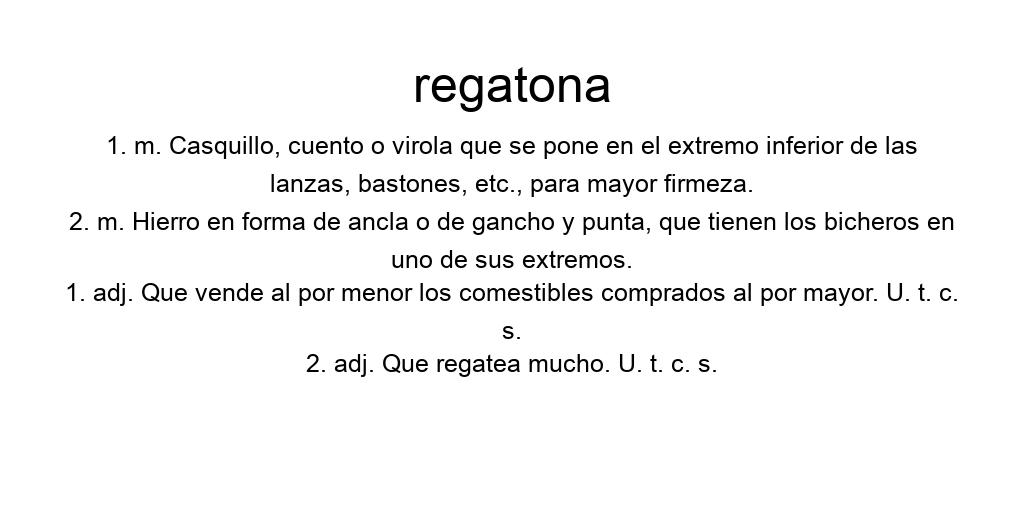 regatona
1. m. Casquillo, cuento o virola que se pone en el extremo inferior de las
lanzas, bastones, etc., para mayor firmeza.
2. m. Hierro en forma de ancla o de gancho y punta, que tienen los bicheros en
uno de sus extremos.
1. adj. Que vende al por menor los comestibles comprados al por mayor. U. t. c.
s.
2. adj. Que regatea mucho. U. t. c. s.